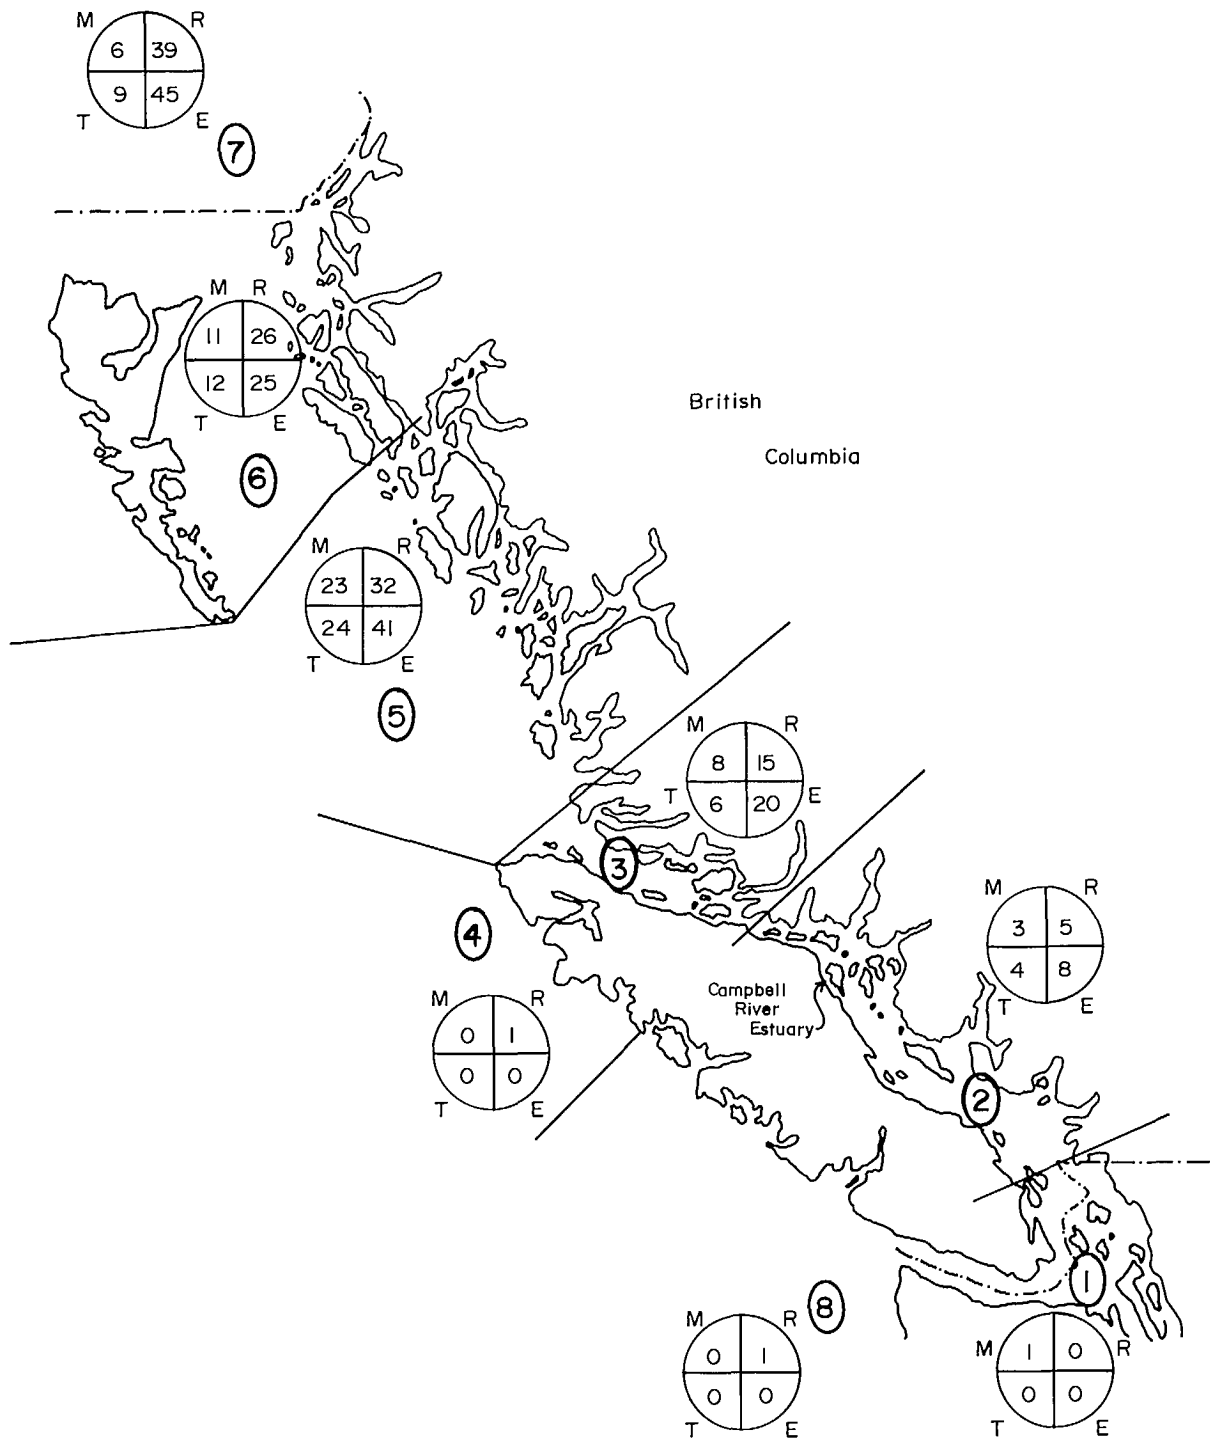 M R
6 39
9 45
T E
7
M R
11 26
12 25
T E
6
British
Columbia
M R
23 32
24 41
T E
5
M R
8 15
T 6 20 E
3
4
M R
0 1
0 0
T E
Campbell
River
Estuary
M R
3 5
4 8
T E
2
1
8
M R
0 1
0 0
T E
M 1 0 R
0 0
T E